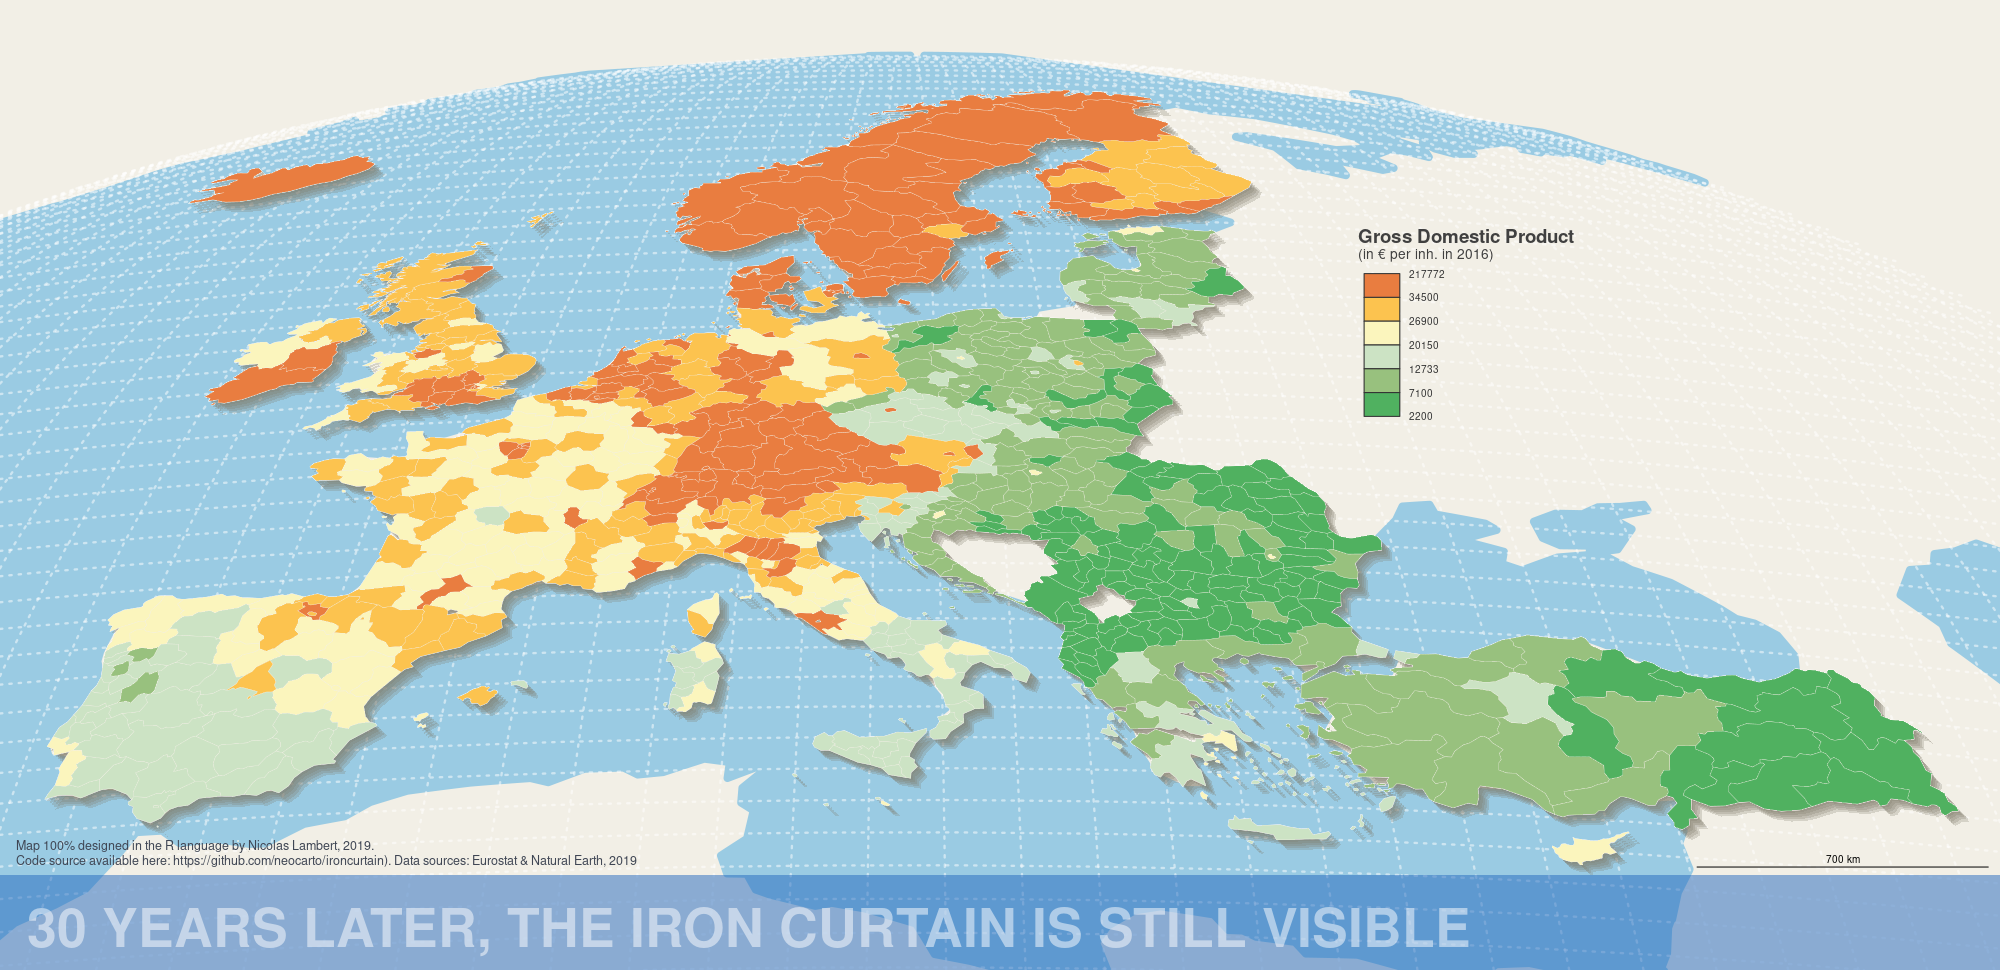 Gross Domestic Product
(in € per inh. in 2016)
217772
34500
26900
20150
12733
7100
2200
Map 100% designed in the R language by Nicolas Lambert, 2019.
Code source available here: https://github.com/neocarto/ironcurtain). Data sources: Eurostat & Natural Earth, 2019
700 km
30 YEARS LATER, THE IRON CURTAIN IS STILL VISIBLE